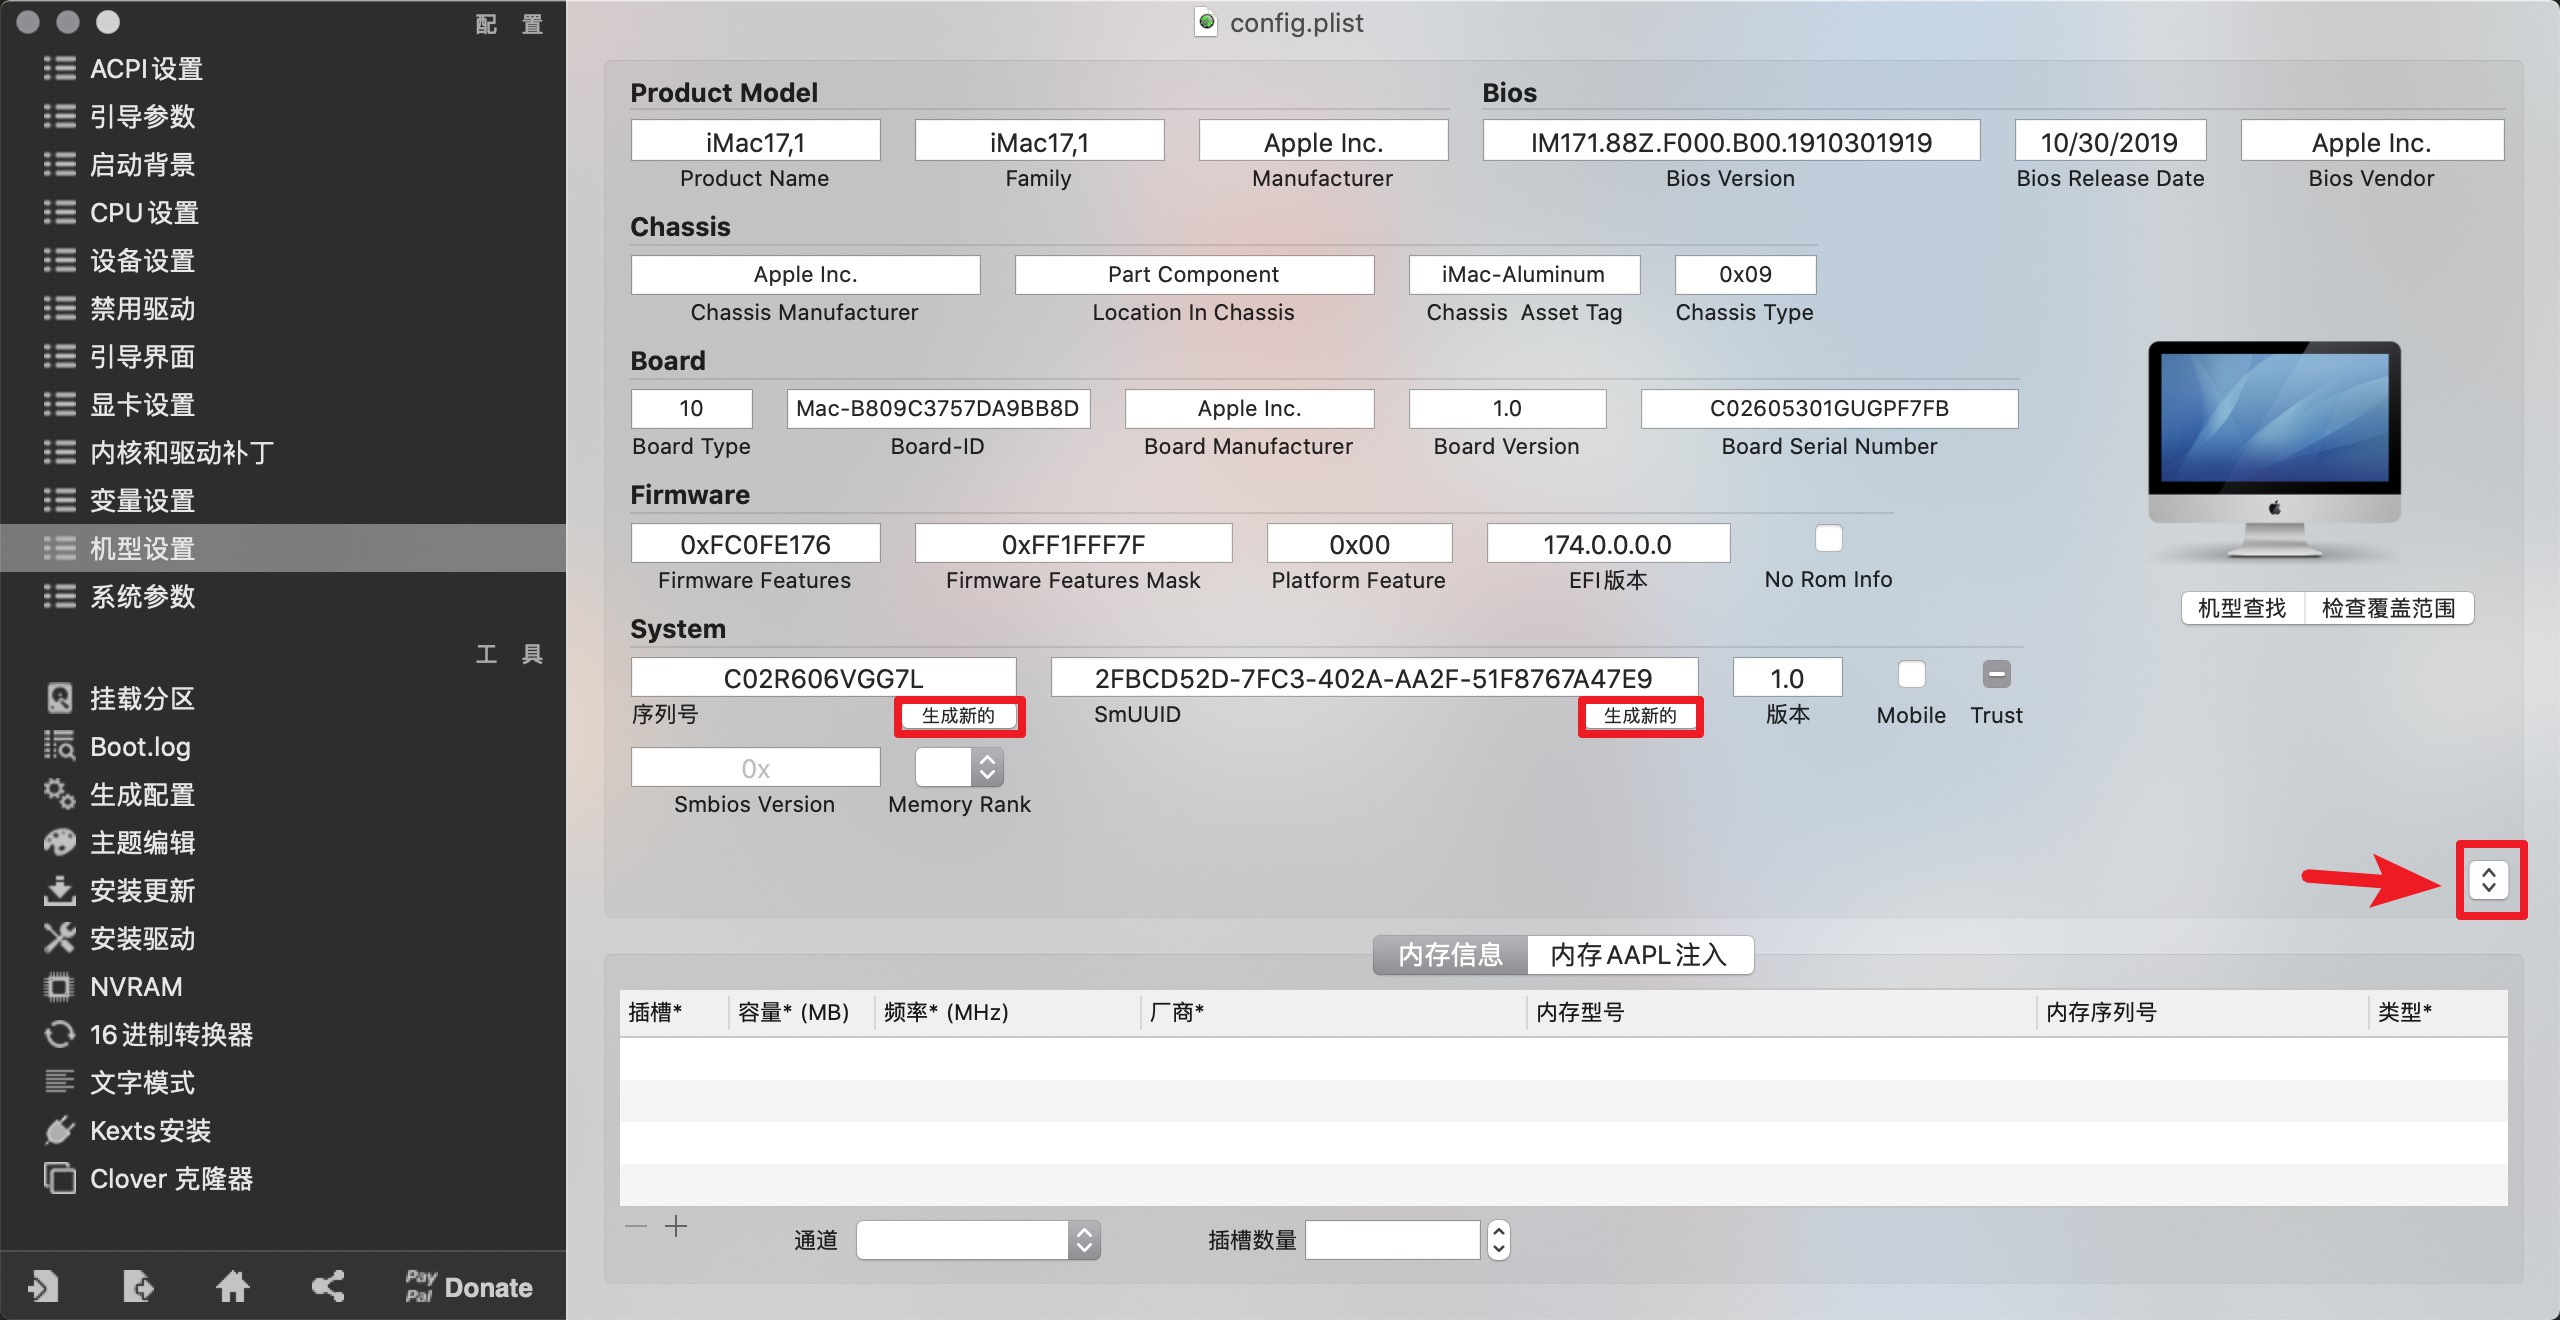 配 置
ACPI设置
引导参数
启动背景
CPU设置
设备设置
禁用驱动
引导界面
显卡设置
内核和驱动补丁
变量设置
机型设置
系统参数
工 具
挂载分区
Boot.log
生成配置
主题编辑
安装更新
安装驱动
NVRAM
16进制转换器
文字模式
Kexts安装
Clover 克隆器
Pay Pal Donate
config.plist
Product Model
iMac17,1 iMac17,1 Apple Inc.
Product Name Family Manufacturer
Bios
IM171.88Z.F000.B00.1910301919 10/30/2019 Apple Inc.
Bios Version Bios Release Date Bios Vendor
Chassis
Apple Inc. Part Component iMac-Aluminum 0x09
Chassis Manufacturer Location In Chassis Chassis Asset Tag Chassis Type
Board
10 Mac-B809C3757DA9BB8D Apple Inc. 1.0 C02605301GUGPF7FB
Board Type Board-ID Board Manufacturer Board Version Board Serial Number
Firmware
0xFC0FE176 0xFF1FFF7F 0x00 174.0.0.0.0
Firmware Features Firmware Features Mask Platform Feature EFI版本 No Rom Info
机型查找 检查覆盖范围
System
C02R606VGG7L 2FBCD52D-7FC3-402A-AA2F-51F8767A47E9 1.0
序列号 生成新的 SmUUID 生成新的 版本 Mobile Trust
0x
Smbios Version Memory Rank
内存信息 内存AAPL注入
插槽* 容量* (MB) 频率* (MHz) 厂商* 内存型号 内存序列号 类型*
通道 插槽数量